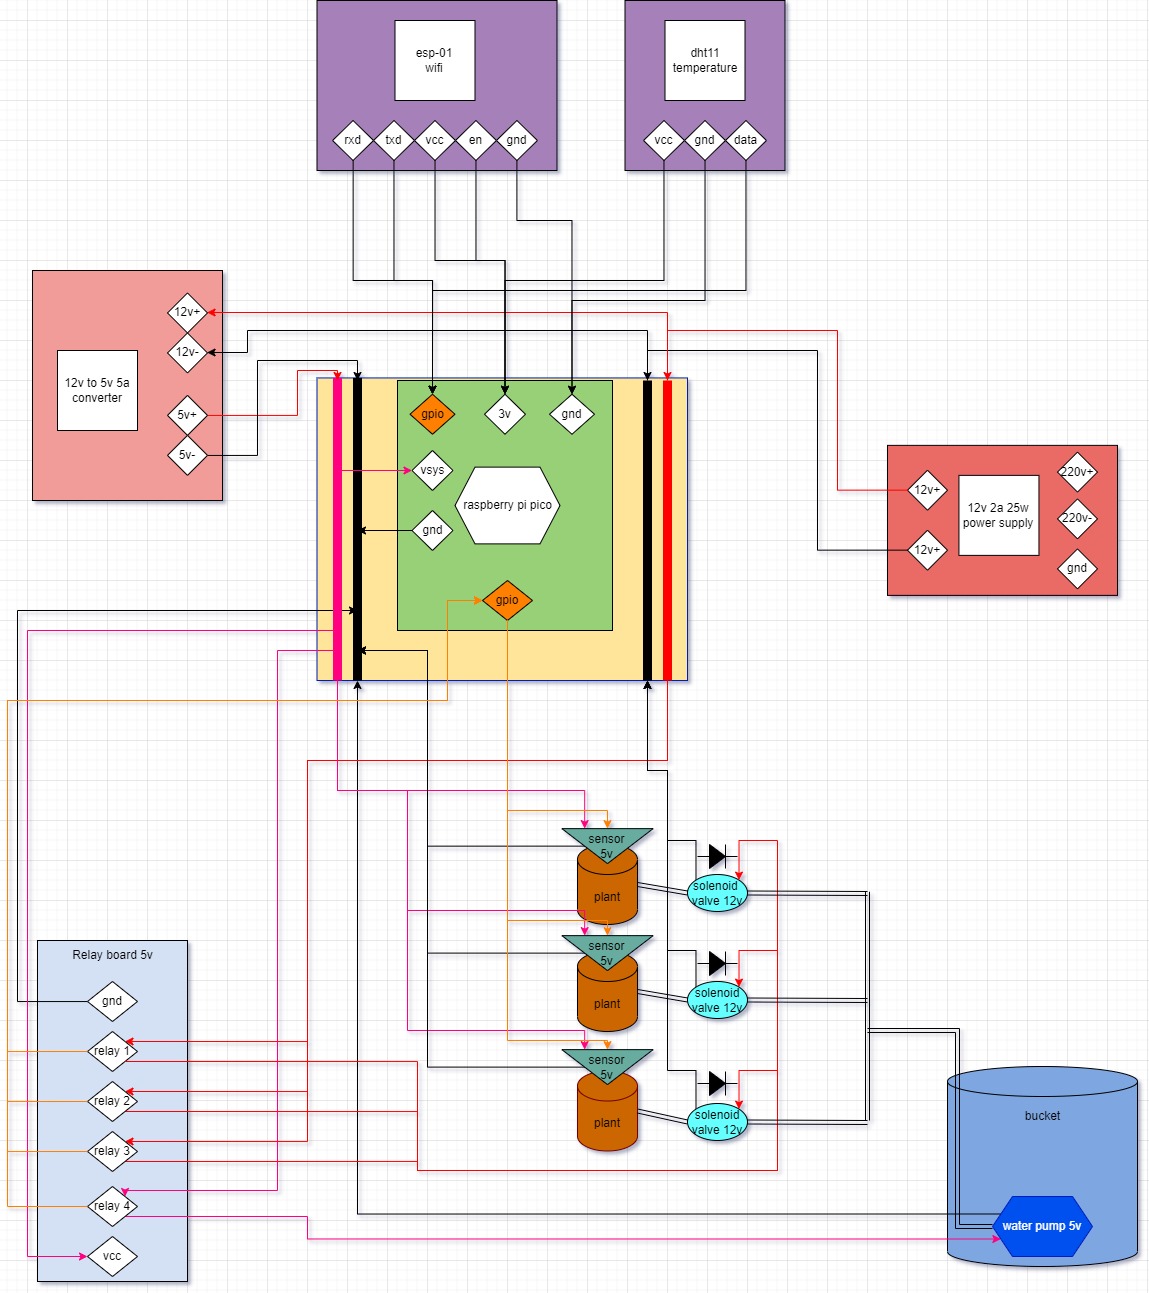 esp-01
wifi
rxd
txd
vcc
en
gnd
dht11
temperature
vcc
gnd
data
12v+
12v-
12v to 5v 5a
converter
5v+
5v-
gpio
3v
gnd
vsys
raspberry pi pico
gnd
gpio
12v+
12v+
12v 2a 25w
power supply
220v+
220v-
gnd
sensor
5v
plant
solenoid
valve 12v
sensor
5v
plant
solenoid
valve 12v
sensor
5v
plant
solenoid
valve 12v
Relay board 5v
gnd
relay 1
relay 2
relay 3
relay 4
vcc
bucket
water pump 5v